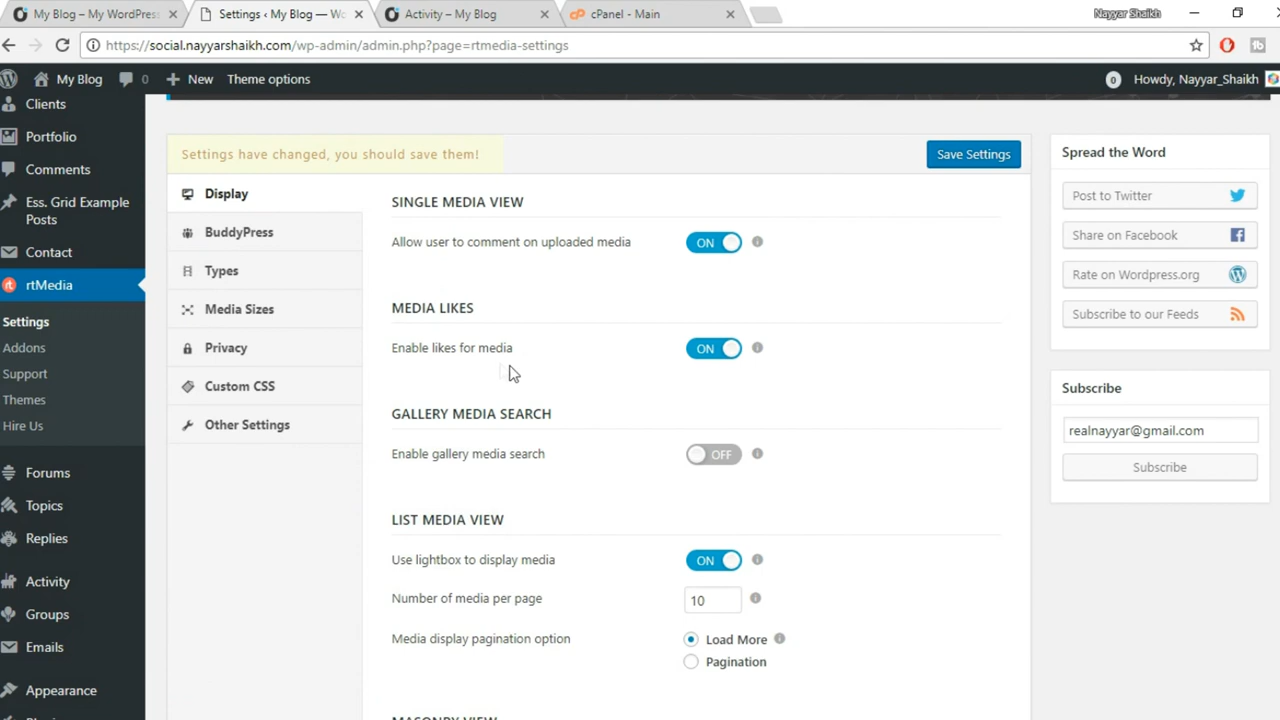 My Blog – My WordPress
Settings ‹ My Blog — Wo
Activity – My Blog
cPanel - Main
Nayyar Shaikh
https://social.nayyarshaikh.com/wp-admin/admin.php?page=rtmedia-settings
My Blog
0
New
Theme options
0
Howdy, Nayyar_Shaikh
Clients
Portfolio
Comments
Ess. Grid Example
Posts
Contact
rtMedia
Settings
Addons
Support
Themes
Hire Us
Forums
Topics
Replies
Activity
Groups
Emails
Appearance
Settings have changed, you should save them!
Save Settings
Display
BuddyPress
Types
Media Sizes
Privacy
Custom CSS
Other Settings
SINGLE MEDIA VIEW
Allow user to comment on uploaded media
ON
MEDIA LIKES
Enable likes for media
ON
GALLERY MEDIA SEARCH
Enable gallery media search
OFF
LIST MEDIA VIEW
Use lightbox to display media
ON
Number of media per page
10
Media display pagination option
Load More
Pagination
MASONRY VIEW
Spread the Word
Post to Twitter
Share on Facebook
Rate on Wordpress.org
Subscribe to our Feeds
Subscribe
realnayyar@gmail.com
Subscribe